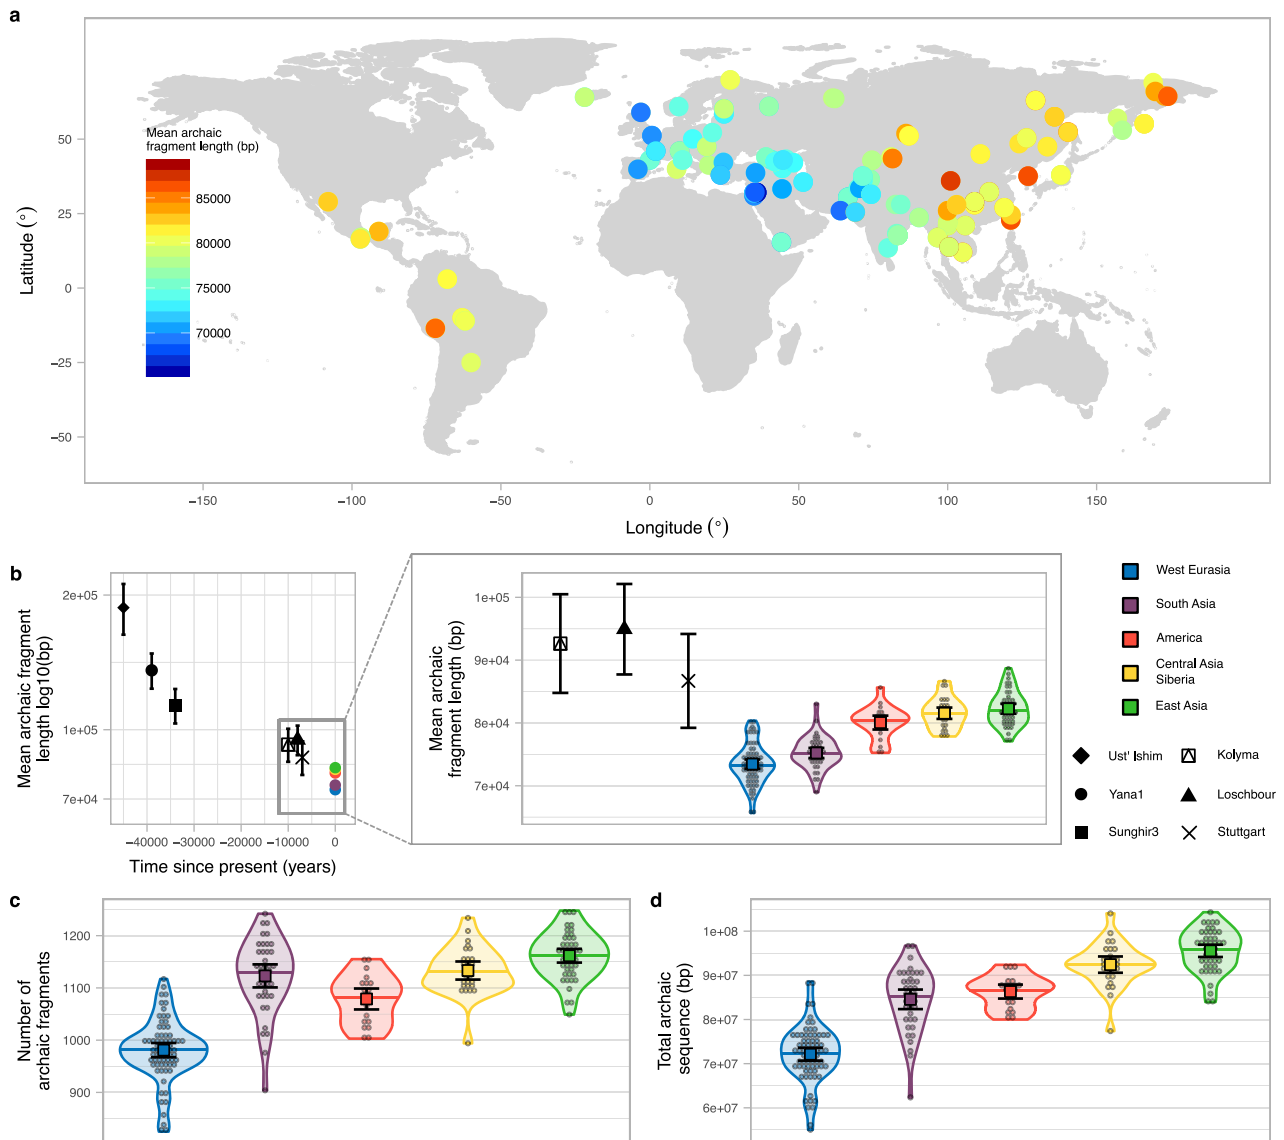 a
Mean archaic
fragment length (bp)
85000
80000
75000
70000
50
25
0
−25
−50
Latitude (°)
−150
−100
−50
0
50
100
150
Longitude (°)
b
2e+05
1e+05
7e+04
Mean archaic fragment
length log10(bp)
−40000
−30000
−20000
−10000
0
Time since present (years)
1e+05
9e+04
8e+04
7e+04
Mean archaic
fragment length (bp)
West Eurasia
South Asia
America
Central Asia
Siberia
East Asia
Ust' Ishim
Kolyma
Yana1
Loschbour
Sunghir3
Stuttgart
c
1200
1100
1000
900
Number of
archaic fragments
d
1e+08
9e+07
8e+07
7e+07
6e+07
Total archaic
sequence (bp)